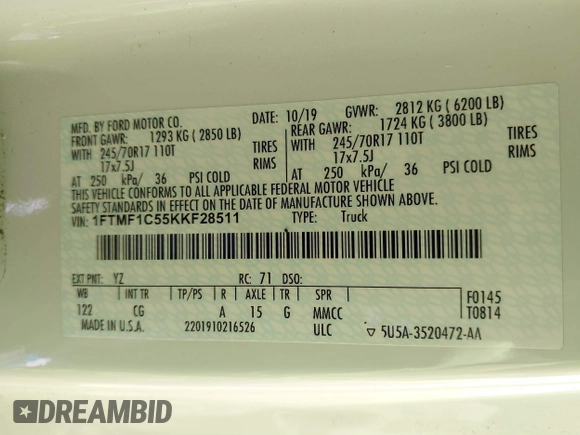 MFD. BY FORD MOTOR CO. DATE: 10/19 GVWR: 2812 KG ( 6200 LB)
FRONT GAWR: 1293 KG ( 2850 LB) REAR GAWR: 1724 KG ( 3800 LB)
WITH 245/70R17 110T TIRES WITH 245/70R17 110T TIRES
17x7.5J RIMS 17x7.5J RIMS
AT 250 kPa/ 36 PSI COLD AT 250 kPa/ 36 PSI COLD
THIS VEHICLE CONFORMS TO ALL APPLICABLE FEDERAL MOTOR VEHICLE
SAFETY STANDARDS IN EFFECT ON THE DATE OF MANUFACTURE SHOWN ABOVE.
VIN: 1FTMF1C55KKF28511 TYPE: Truck
EXT PNT: YZ RC: 71 DSO:
WB INT TR TP/PS R AXLE TR SPR F0145
122 CG A 15 G MMCC T0814
MADE IN U.S.A. 2201910216526 ULC ▽ 5U5A-3520472-AA
DREAMBID